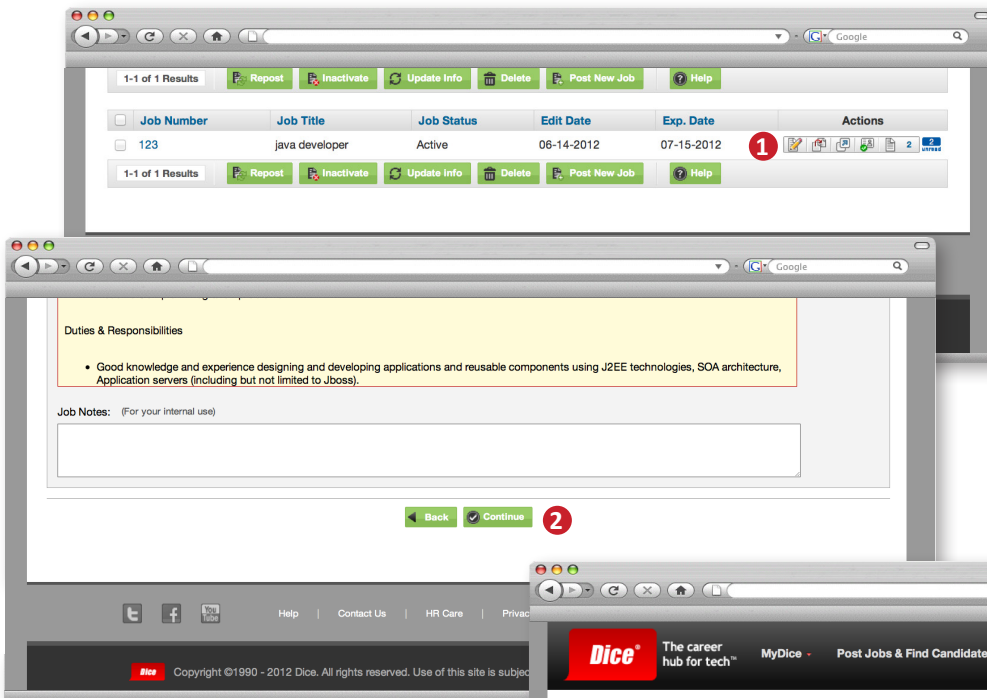 Google
1-1 of 1 Results Repost Inactivate Update Info Delete Post New Job Help
Job Number Job Title Job Status Edit Date Exp. Date Actions
123 java developer Active 06-14-2012 07-15-2012 1 2 2
unread
1-1 of 1 Results Repost Inactivate Update Info Delete Post New Job Help
Google
Duties & Responsibilities
• Good knowledge and experience designing and developing applications and reusable components using J2EE technologies, SOA architecture,
Application servers (including but not limited to Jboss).
Job Notes: (For your internal use)
Back Continue 2
You
Tube
Help | Contact Us | HR Care | Privac
Dice Copyright ©1990 - 2012 Dice. All rights reserved. Use of this site is subjec
Dice® The career
hub for tech™ MyDice Post Jobs & Find Candidate